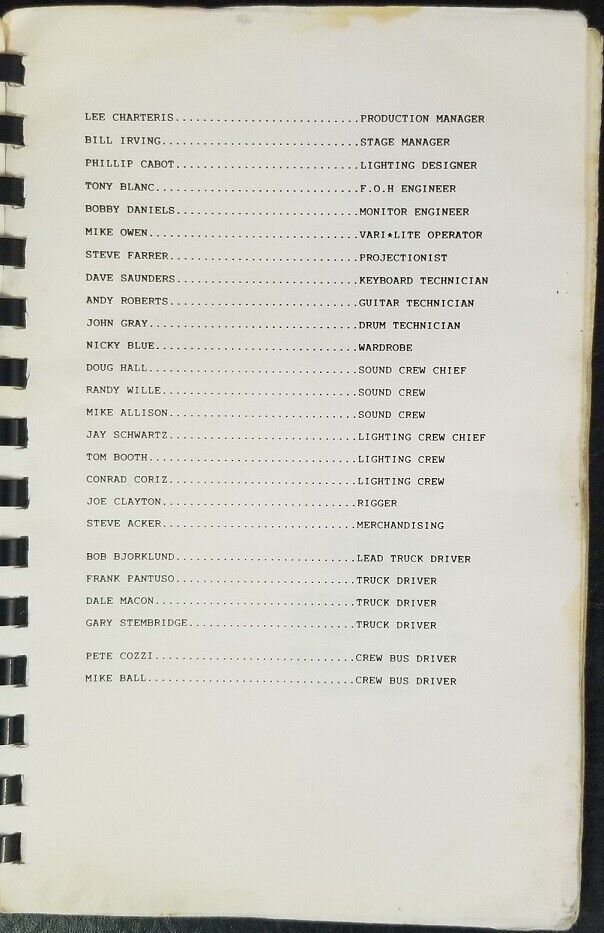 LEE CHARTERIS...........................PRODUCTION MANAGER
BILL IRVING.............................STAGE MANAGER
PHILLIP CABOT...........................LIGHTING DESIGNER
TONY BLANC..............................F.O.H ENGINEER
BOBBY DANIELS...........................MONITOR ENGINEER
MIKE OWEN...............................VARI*LITE OPERATOR
STEVE FARRER............................PROJECTIONIST
DAVE SAUNDERS...........................KEYBOARD TECHNICIAN
ANDY ROBERTS............................GUITAR TECHNICIAN
JOHN GRAY...............................DRUM TECHNICIAN
NICKY BLUE..............................WARDROBE
DOUG HALL...............................SOUND CREW CHIEF
RANDY WILLE.............................SOUND CREW
MIKE ALLISON............................SOUND CREW
JAY SCHWARTZ............................LIGHTING CREW CHIEF
TOM BOOTH...............................LIGHTING CREW
CONRAD CORIZ............................LIGHTING CREW
JOE CLAYTON.............................RIGGER
STEVE ACKER.............................MERCHANDISING
BOB BJORKLUND...........................LEAD TRUCK DRIVER
FRANK PANTUSO...........................TRUCK DRIVER
DALE MACON..............................TRUCK DRIVER
GARY STEMBRIDGE.........................TRUCK DRIVER
PETE COZZI..............................CREW BUS DRIVER
MIKE BALL...............................CREW BUS DRIVER